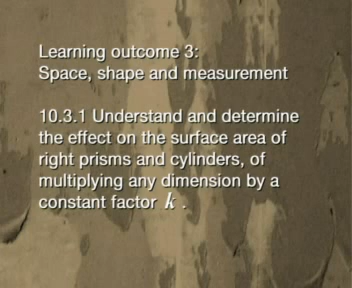 Learning outcome 3:
Space, shape and measurement
10.3.1 Understand and determine
the effect on the surface area of
right prisms and cylinders, of
multiplying any dimension by a
constant factor k .